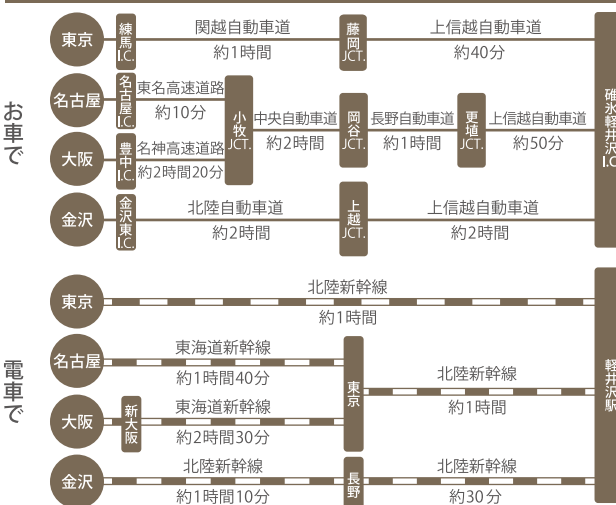 お車で
東京
練馬I.C.
関越自動車道
約1時間
藤岡JCT.
上信越自動車道
約40分
名古屋
名古屋I.C.
東名高速道路
約10分
大阪
豊中I.C.
名神高速道路
約2時間20分
小牧JCT.
中央自動車道
約2時間
岡谷JCT.
長野自動車道
約1時間
更埴JCT.
上信越自動車道
約50分
金沢
金沢東I.C.
北陸自動車道
約2時間
上越JCT.
上信越自動車道
約2時間
碓氷軽井沢I.C.
電車で
東京
北陸新幹線
約1時間
名古屋
東海道新幹線
約1時間40分
大阪
新大阪
東海道新幹線
約2時間30分
東京
北陸新幹線
約1時間
金沢
北陸新幹線
約1時間10分
長野
北陸新幹線
約30分
軽井沢駅